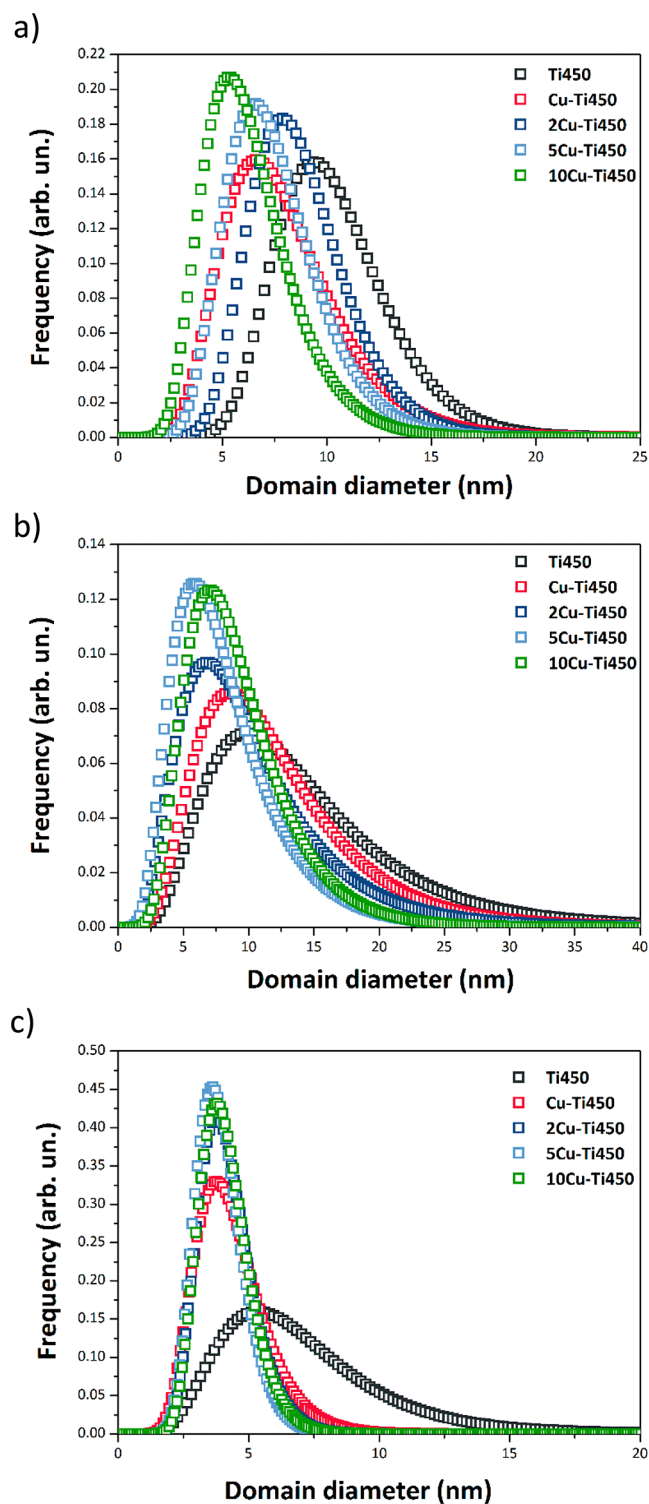 a)
0.22
0.20
0.18
0.16
0.14
0.12
0.10
0.08
0.06
0.04
0.02
0.00
Frequency (arb. un.)
Ti450
Cu-Ti450
2Cu-Ti450
5Cu-Ti450
10Cu-Ti450
0 5 10 15 20 25
Domain diameter (nm)
b)
0.14
0.12
0.10
0.08
0.06
0.04
0.02
0.00
Frequency (arb. un.)
Ti450
Cu-Ti450
2Cu-Ti450
5Cu-Ti450
10Cu-Ti450
0 5 10 15 20 25 30 35 40
Domain diameter (nm)
c)
0.50
0.45
0.40
0.35
0.30
0.25
0.20
0.15
0.10
0.05
0.00
Frequency (arb. un.)
Ti450
Cu-Ti450
2Cu-Ti450
5Cu-Ti450
10Cu-Ti450
0 5 10 15 20
Domain diameter (nm)